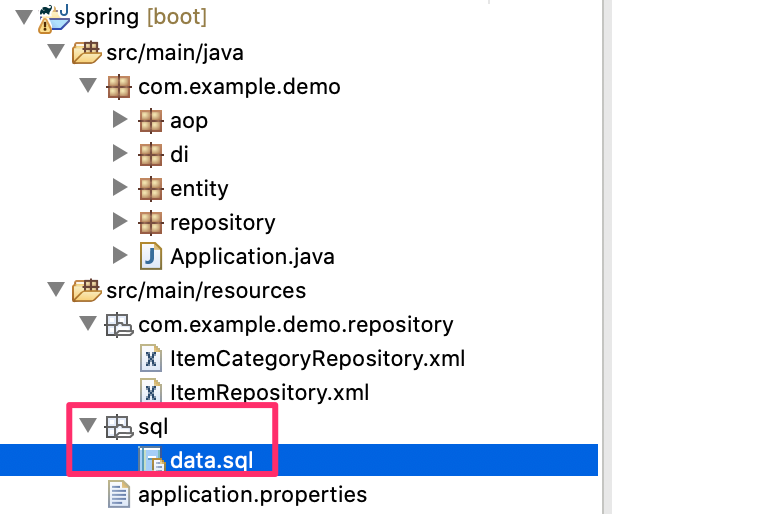 spring [boot]
src/main/java
com.example.demo
aop
di
entity
repository
Application.java
src/main/resources
com.example.demo.repository
ItemCategoryRepository.xml
ItemRepository.xml
sql
data.sql
application.properties